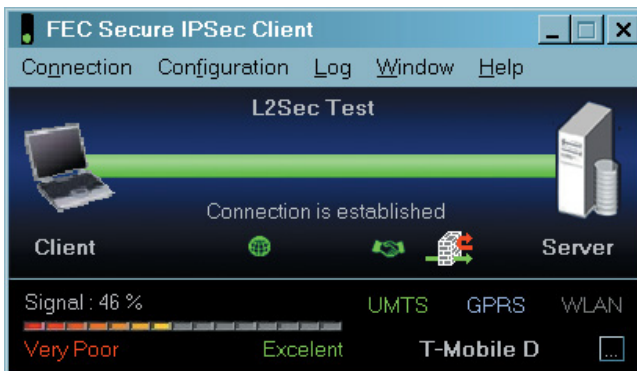 FEC Secure IPSec Client
Connection Configuration Log Window Help
L2Sec Test
Connection is established
Client Server
Signal : 46 %
UMTS GPRS WLAN
Very Poor Excelent T-Mobile D ...